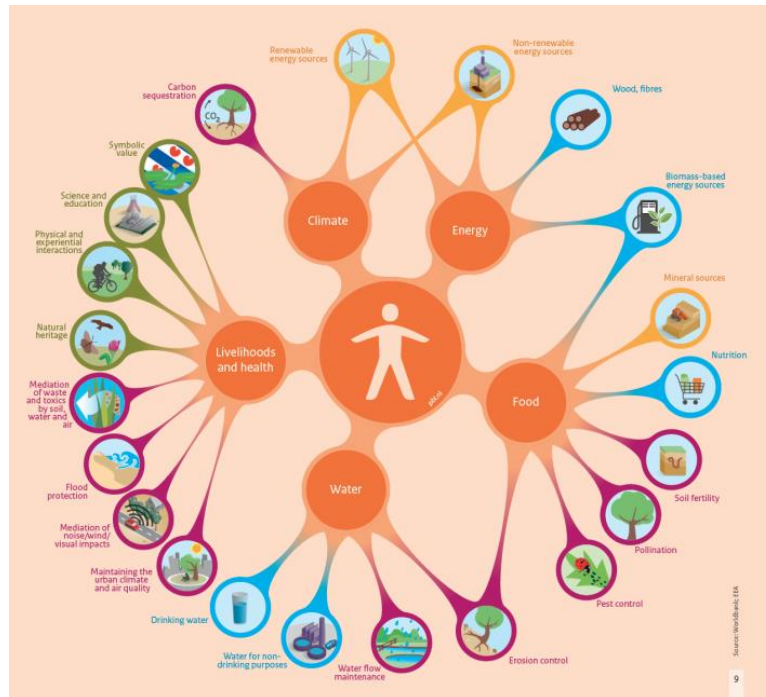 Renewable
energy sources
Non-renewable
energy sources
Carbon
sequestration
CO2
Wood, fibres
Symbolic
value
Science and
education
Biomass-based
energy sources
Physical and
experiential
interactions
Climate
Energy
Mineral sources
Natural
heritage
Livelihoods
and health
Nutrition
Mediation
of waste
and toxics
by soil,
water and
air
pbl.nl
Food
Flood
protection
Water
Soil fertility
Mediation of
noise/wind/
visual impacts
Pollination
Maintaining the
urban climate
and air quality
Pest control
Drinking water
Water for non-
drinking purposes
Water flow
maintenance
Erosion control
Source: Worldbank; EEA
9